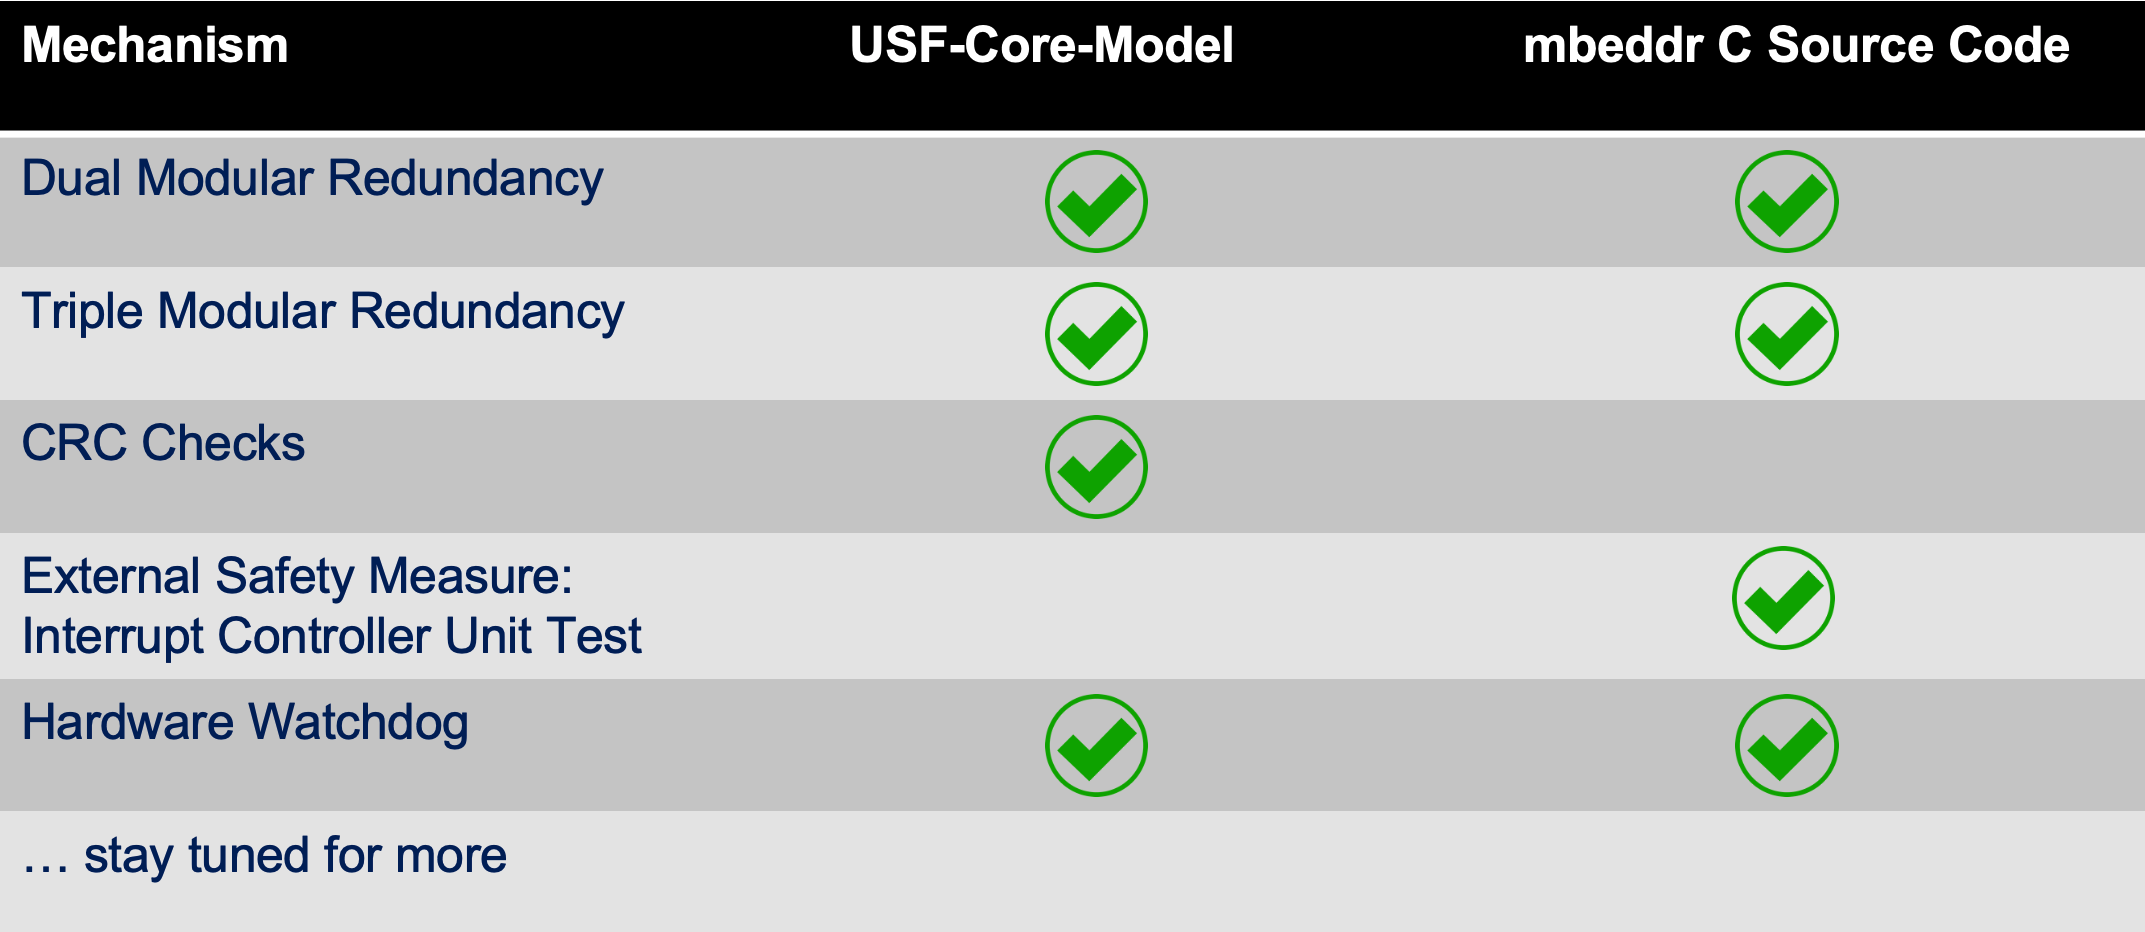 Mechanism USF-Core-Model mbeddr C Source Code
Dual Modular Redundancy
Triple Modular Redundancy
CRC Checks
External Safety Measure:
Interrupt Controller Unit Test
Hardware Watchdog
… stay tuned for more